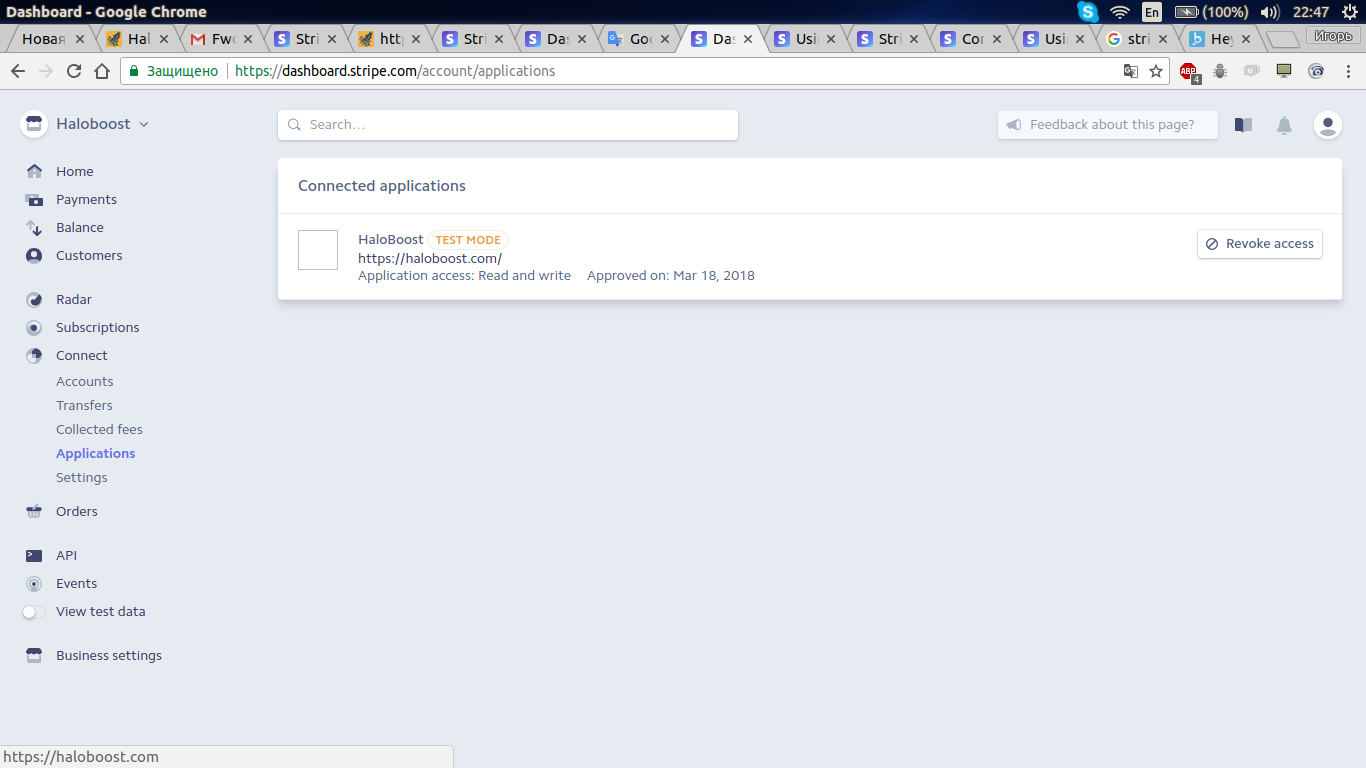 Dashboard - Google Chrome
En
(100%)
22:47
Новая
Hal
Fwd
Stri
http
Stri
Das
Goo
Das
Usi
Stri
Con
Usi
stri
Hey
Игорь
Защищено
https://dashboard.stripe.com/account/applications
ABP
4
Haloboost
Search...
Feedback about this page?
Home
Payments
Balance
Customers
Radar
Subscriptions
Connect
Accounts
Transfers
Collected fees
Applications
Settings
Orders
API
Events
View test data
Business settings
Connected applications
HaloBoost TEST MODE
https://haloboost.com/
Application access: Read and write Approved on: Mar 18, 2018
Revoke access
https://haloboost.com